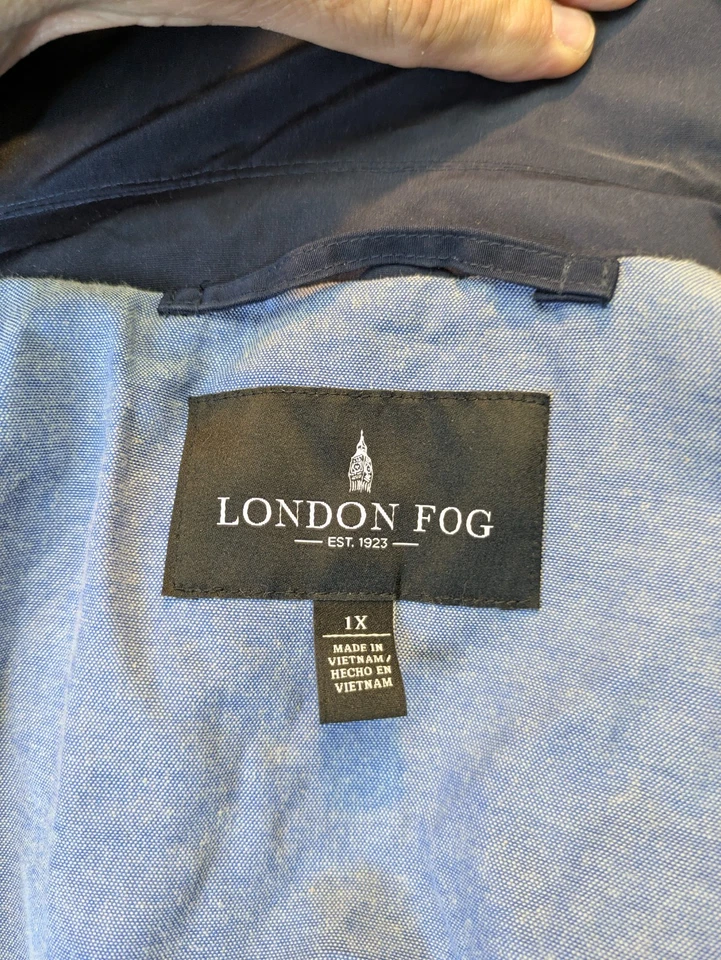 LONDON FOG
EST. 1923
1X
MADE IN
VIETNAM/
HECHO EN
VIETNAM